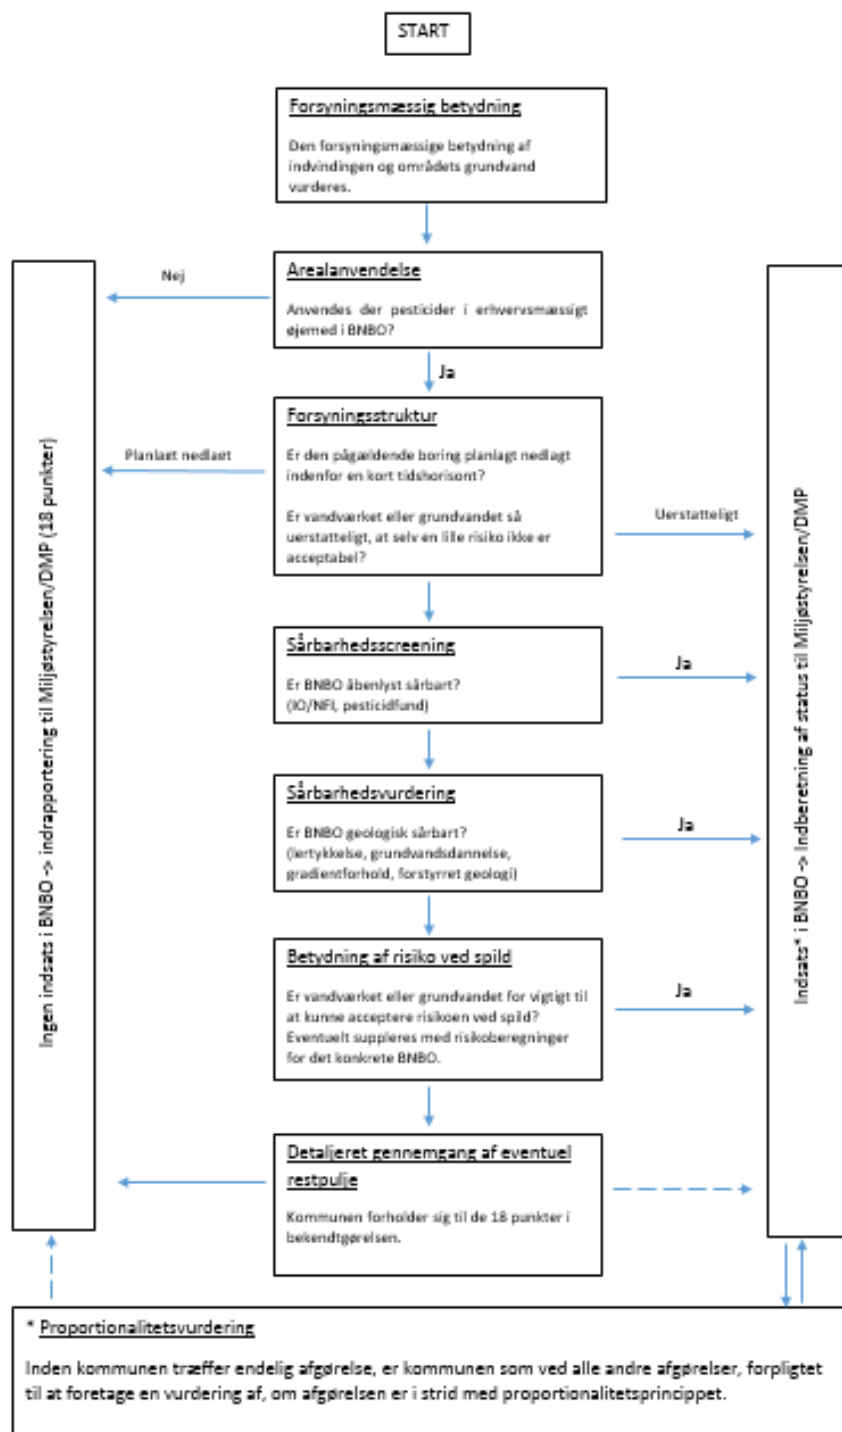 START
Forsyningsmæssig betydning
Den forsyningsmæssige betydning af
indvindingen og områdets grundvand
vurderes.
Nej
Arealanvendelse
Anvendes der pesticider i erhvervsmæssigt
øjemed i BNBO?
Ja
Forsyningsstruktur
Planlagt nedlagt
Er den pågældende boring planlagt nedlagt
indenfor en kort tidshorisont?
Er vandværket eller grundvandet så
uerstatteligt, at selv en lille risiko ikke er
acceptabel?
Uerstatteligt
Sårbarhedsscreening
Er BNBO åbenlyst sårbart?
(IO/NFI, pesticidfund)
Ja
Sårbarhedsvurdering
Er BNBO geologisk sårbart?
(lertykkelse, grundvandsdannelse,
gradientforhold, forstyrret geologi)
Ja
Betydning af risiko ved spild
Er vandværket eller grundvandet for vigtigt til
at kunne acceptere risikoen ved spild?
Eventuelt suppleres med risikoberegninger
for det konkrete BNBO.
Ja
Detaljeret gennemgang af eventuel
restpulje
Kommunen forholder sig til de 18 punkter i
bekendtgørelsen.
Ingen indsats i BNBO -> indrapportering til Miljøstyrelsen/DMP (18 punkter)
Indsats* i BNBO -> Indberetning af status til Miljøstyrelsen/DMP
* Proportionalitetsvurdering
Inden kommunen træffer endelig afgørelse, er kommunen som ved alle andre afgørelser, forpligtet
til at foretage en vurdering af, om afgørelsen er i strid med proportionalitetsprincippet.